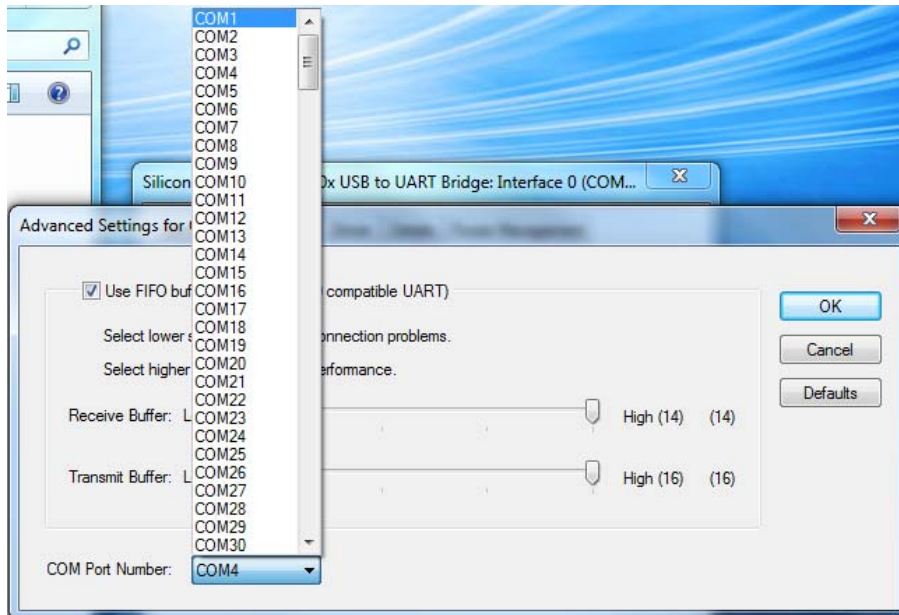 COM1
COM2
COM3
COM4
COM5
COM6
COM7
COM8
COM9
COM10
COM11
COM12
COM13
COM14
COM15
COM16
COM17
COM18
COM19
COM20
COM21
COM22
COM23
COM24
COM25
COM26
COM27
COM28
COM29
COM30
Silicon 0x USB to UART Bridge: Interface 0 (COM...
Advanced Settings for
Use FIFO buf compatible UART)
Select lower s onnection problems.
Select higher erformance.
Receive Buffer: L High (14) (14)
Transmit Buffer: L High (16) (16)
COM Port Number: COM4
OK
Cancel
Defaults